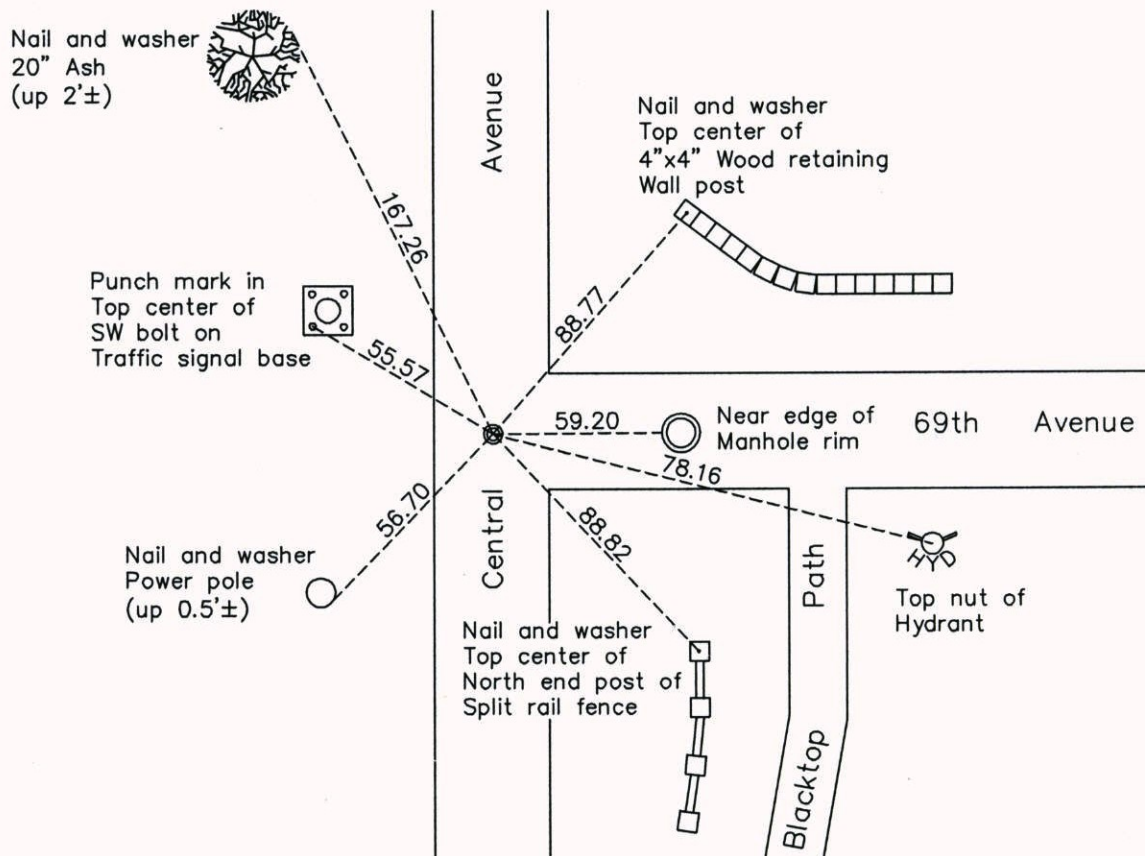 Nail and washer
20" Ash
(up 2'±)
Avenue
Nail and washer
Top center of
4"x4" Wood retaining
Wall post
167.26
88.77
Punch mark in
Top center of
SW bolt on
Traffic signal base
55.57
59.20
Near edge of
Manhole rim
69th Avenue
78.16
56.70
88.82
Central
Nail and washer
Power pole
(up 0.5'±)
HYD
Top nut of
Hydrant
Path
Nail and washer
Top center of
North end post of
Split rail fence
Blacktop